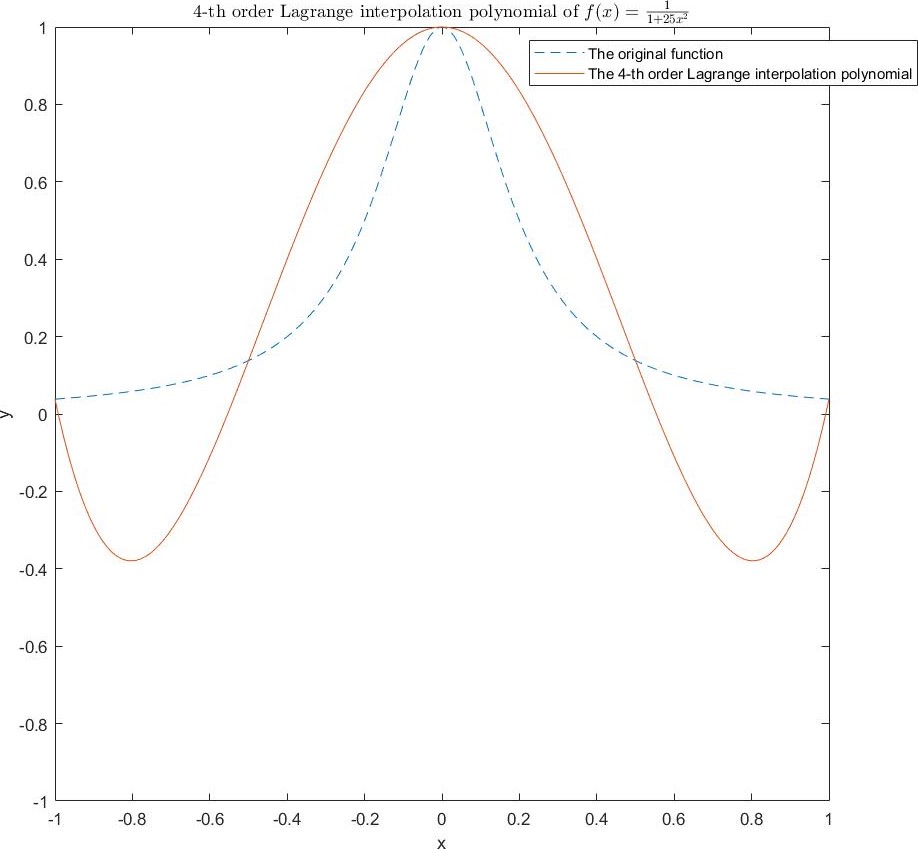 4-th order Lagrange interpolation polynomial of f(x) = 1/(1+25x²)
The original function
The 4-th order Lagrange interpolation polynomial
1
0.8
0.6
0.4
0.2
0
-0.2
-0.4
-0.6
-0.8
-1
y
-1 -0.8 -0.6 -0.4 -0.2 0 0.2 0.4 0.6 0.8 1
x